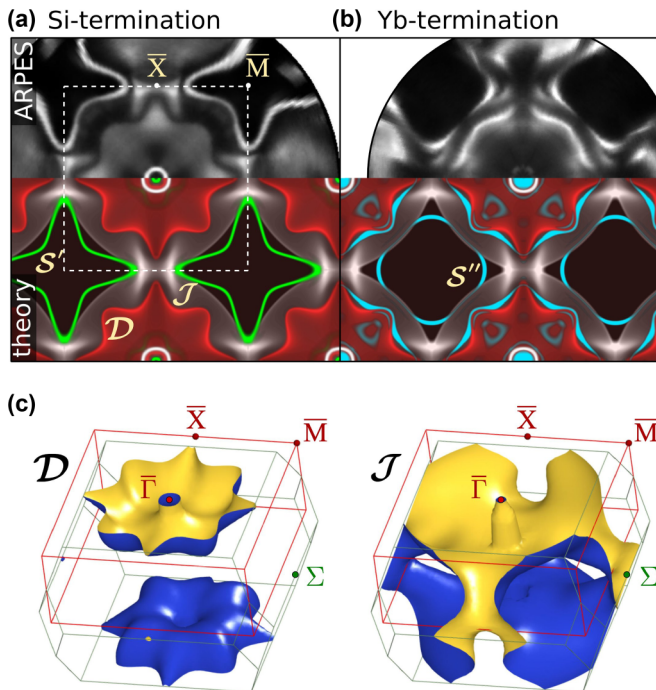 (a) Si-termination
(b) Yb-termination
ARPES
X̅
M̅
theory
S′
J
D
S″
(c)
D
X̅
M̅
Γ̅
Σ
J
X̅
M̅
Γ̅
Σ